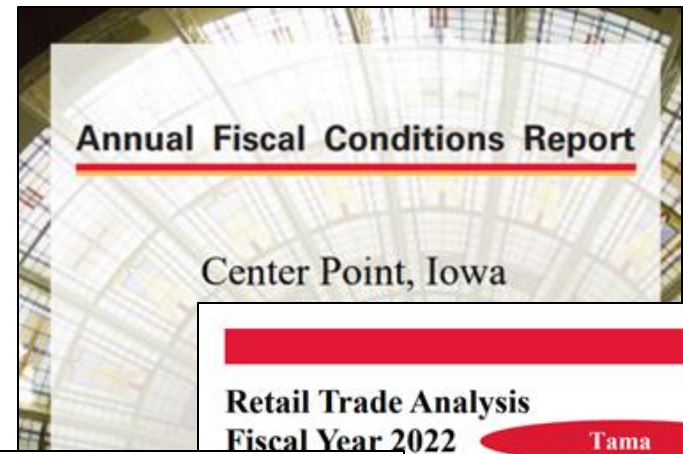 Annual Fiscal Conditions Report
Center Point, Iowa
Retail Trade Analysis
Fiscal Year 2022
Tama